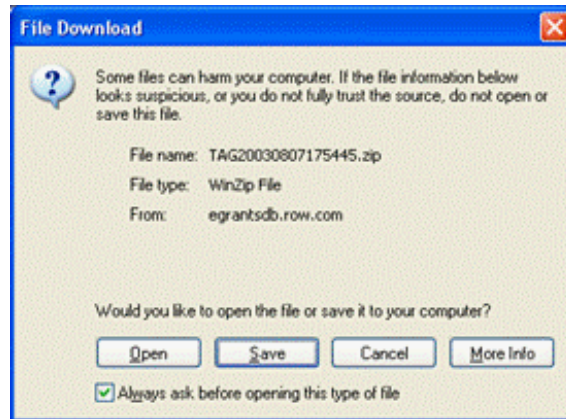 File Download
Some files can harm your computer. If the file information below
looks suspicious, or you do not fully trust the source, do not open or
save this file.
File name: TAG20030807175445.zip
File type: WinZip File
From: egrantsdb.row.com
Would you like to open the file or save it to your computer?
Open Save Cancel More Info
Always ask before opening this type of file